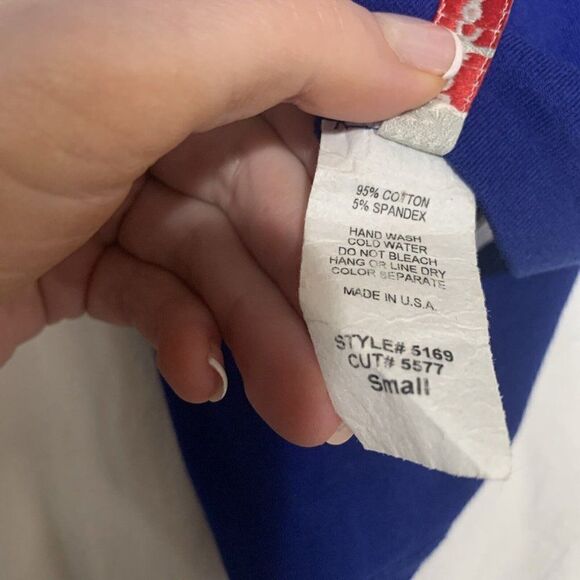 95% COTTON
5% SPANDEX
HAND WASH
COLD WATER
DO NOT BLEACH
HANG OR LINE DRY
COLOR SEPARATE
MADE IN U.S.A.
STYLE# 5169
CUT# 5577
Small